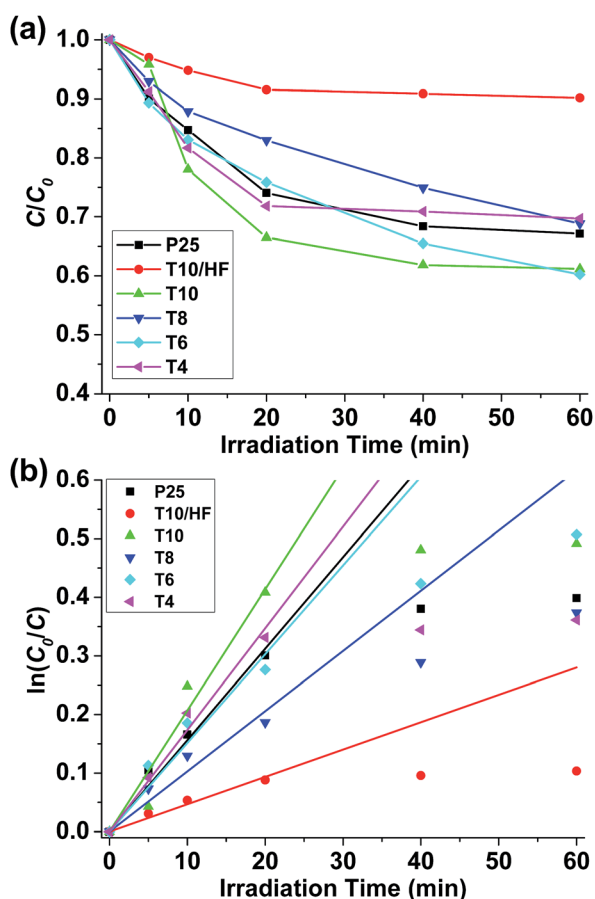 (a)
1.0
0.9
0.8
0.7
0.6
0.5
0.4
C/C0
P25
T10/HF
T10
T8
T6
T4
0 10 20 30 40 50 60
Irradiation Time (min)
(b)
0.6
0.5
0.4
0.3
0.2
0.1
0.0
ln(C0/C)
P25
T10/HF
T10
T8
T6
T4
0 10 20 30 40 50 60
Irradiation Time (min)